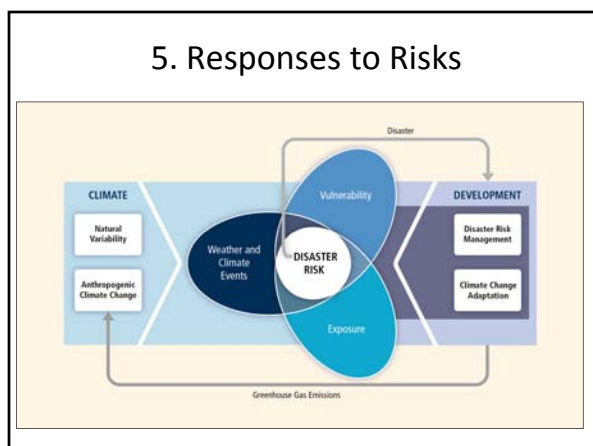 5. Responses to Risks
Disaster
CLIMATE
Natural
Variability
Anthropogenic
Climate Change
Weather and
Climate
Events
Vulnerability
DISASTER
RISK
Exposure
DEVELOPMENT
Disaster Risk
Management
Climate Change
Adaptation
Greenhouse Gas Emissions